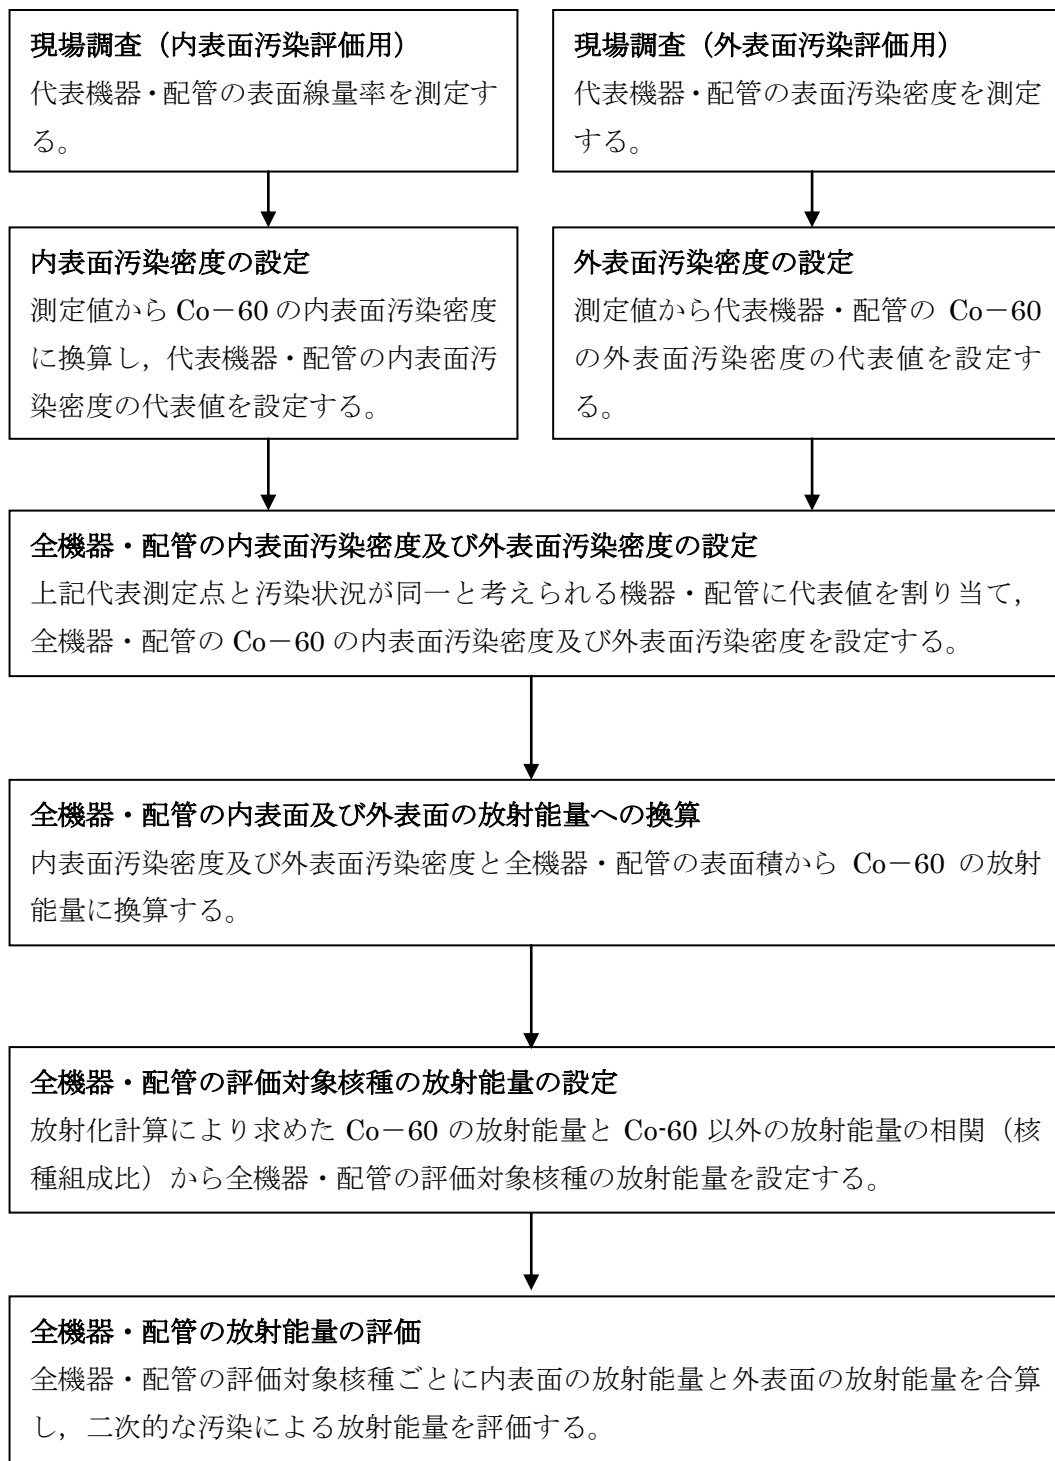 現場調査（内表面汚染評価用）
代表機器・配管の表面線量率を測定す
る。
現場調査（外表面汚染評価用）
代表機器・配管の表面汚染密度を測定
する。
内表面汚染密度の設定
測定値から Co－60 の内表面汚染密度
に換算し，代表機器・配管の内表面汚
染密度の代表値を設定する。
外表面汚染密度の設定
測定値から代表機器・配管の Co－60
の外表面汚染密度の代表値を設定す
る。
全機器・配管の内表面汚染密度及び外表面汚染密度の設定
上記代表測定点と汚染状況が同一と考えられる機器・配管に代表値を割り当て，
全機器・配管の Co－60 の内表面汚染密度及び外表面汚染密度を設定する。
全機器・配管の内表面及び外表面の放射能量への換算
内表面汚染密度及び外表面汚染密度と全機器・配管の表面積から Co－60 の放射
能量に換算する。
全機器・配管の評価対象核種の放射能量の設定
放射化計算により求めた Co－60 の放射能量と Co-60 以外の放射能量の相関（核
種組成比）から全機器・配管の評価対象核種の放射能量を設定する。
全機器・配管の放射能量の評価
全機器・配管の評価対象核種ごとに内表面の放射能量と外表面の放射能量を合算
し，二次的な汚染による放射能量を評価する。